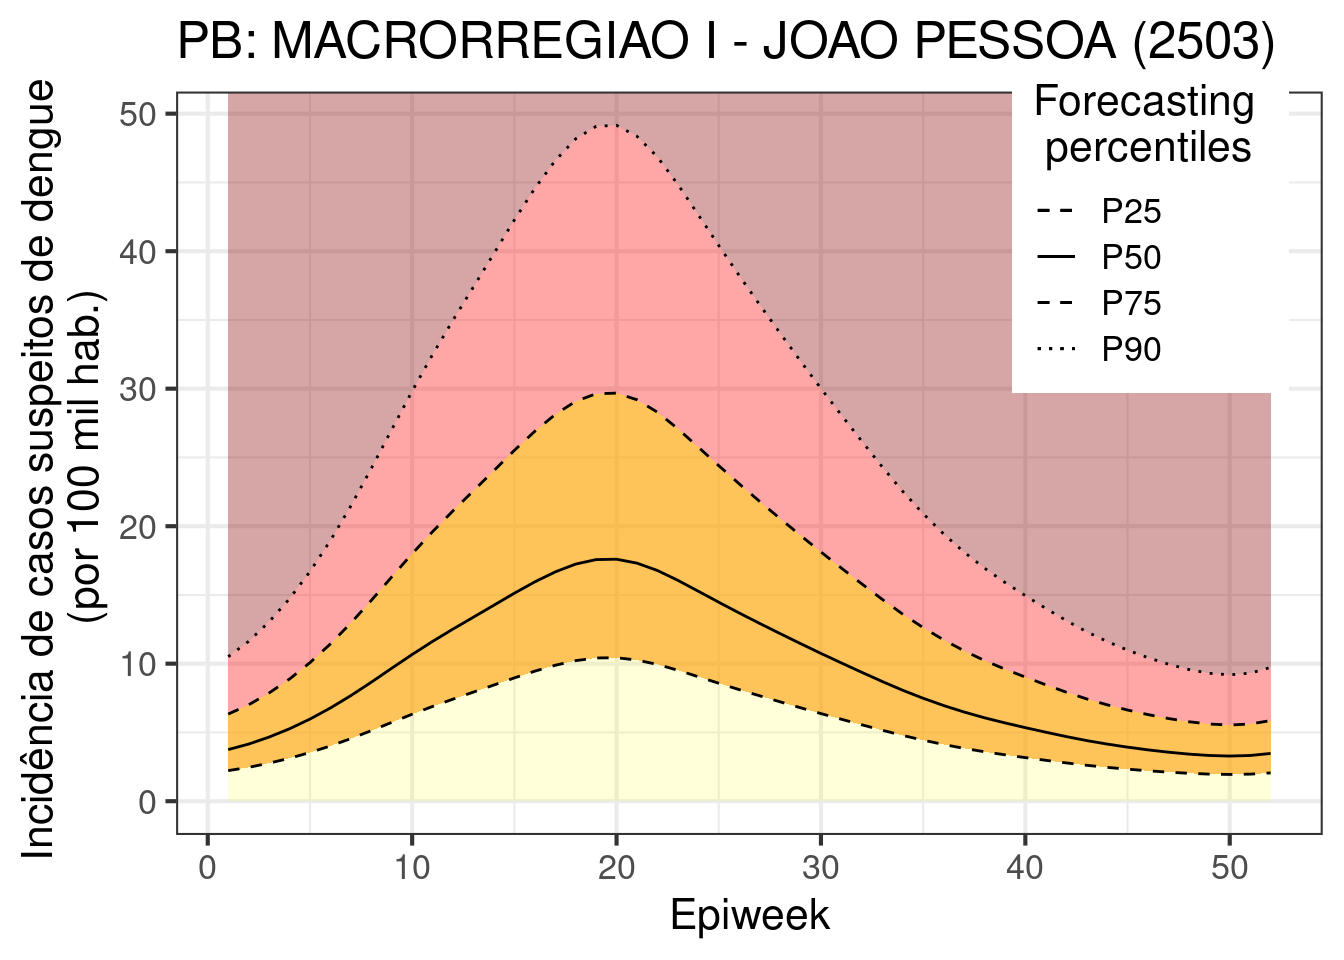 PB: MACRORREGIAO I - JOAO PESSOA (2503)
Incidência de casos suspeitos de dengue
(por 100 mil hab.)
50
40
30
20
10
0
Forecasting
percentiles
P25
P50
P75
P90
0 10 20 30 40 50
Epiweek